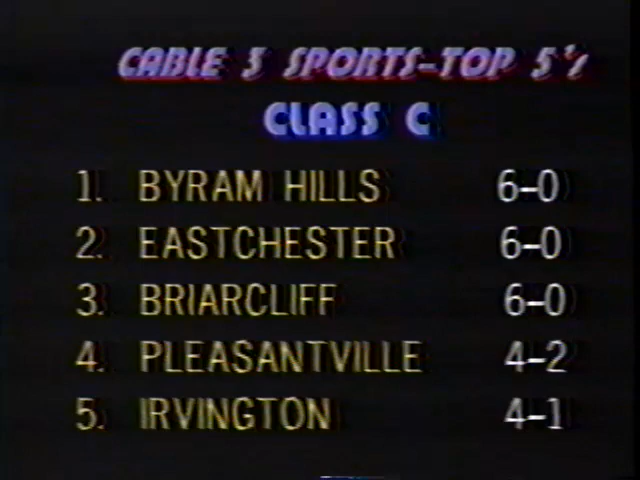 CABLE 3 SPORTS-TOP 5's
CLASS C
1. BYRAM HILLS 6-0
2. EASTCHESTER 6-0
3. BRIARCLIFF 6-0
4. PLEASANTVILLE 4-2
5. IRVINGTON 4-1